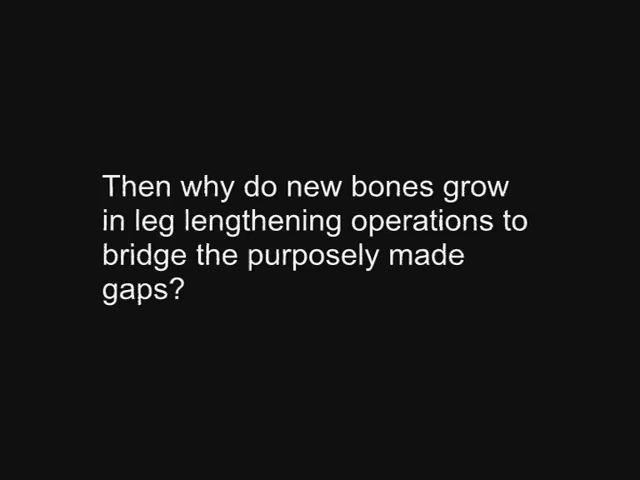 Then why do new bones grow
in leg lengthening operations to
bridge the purposely made
gaps?